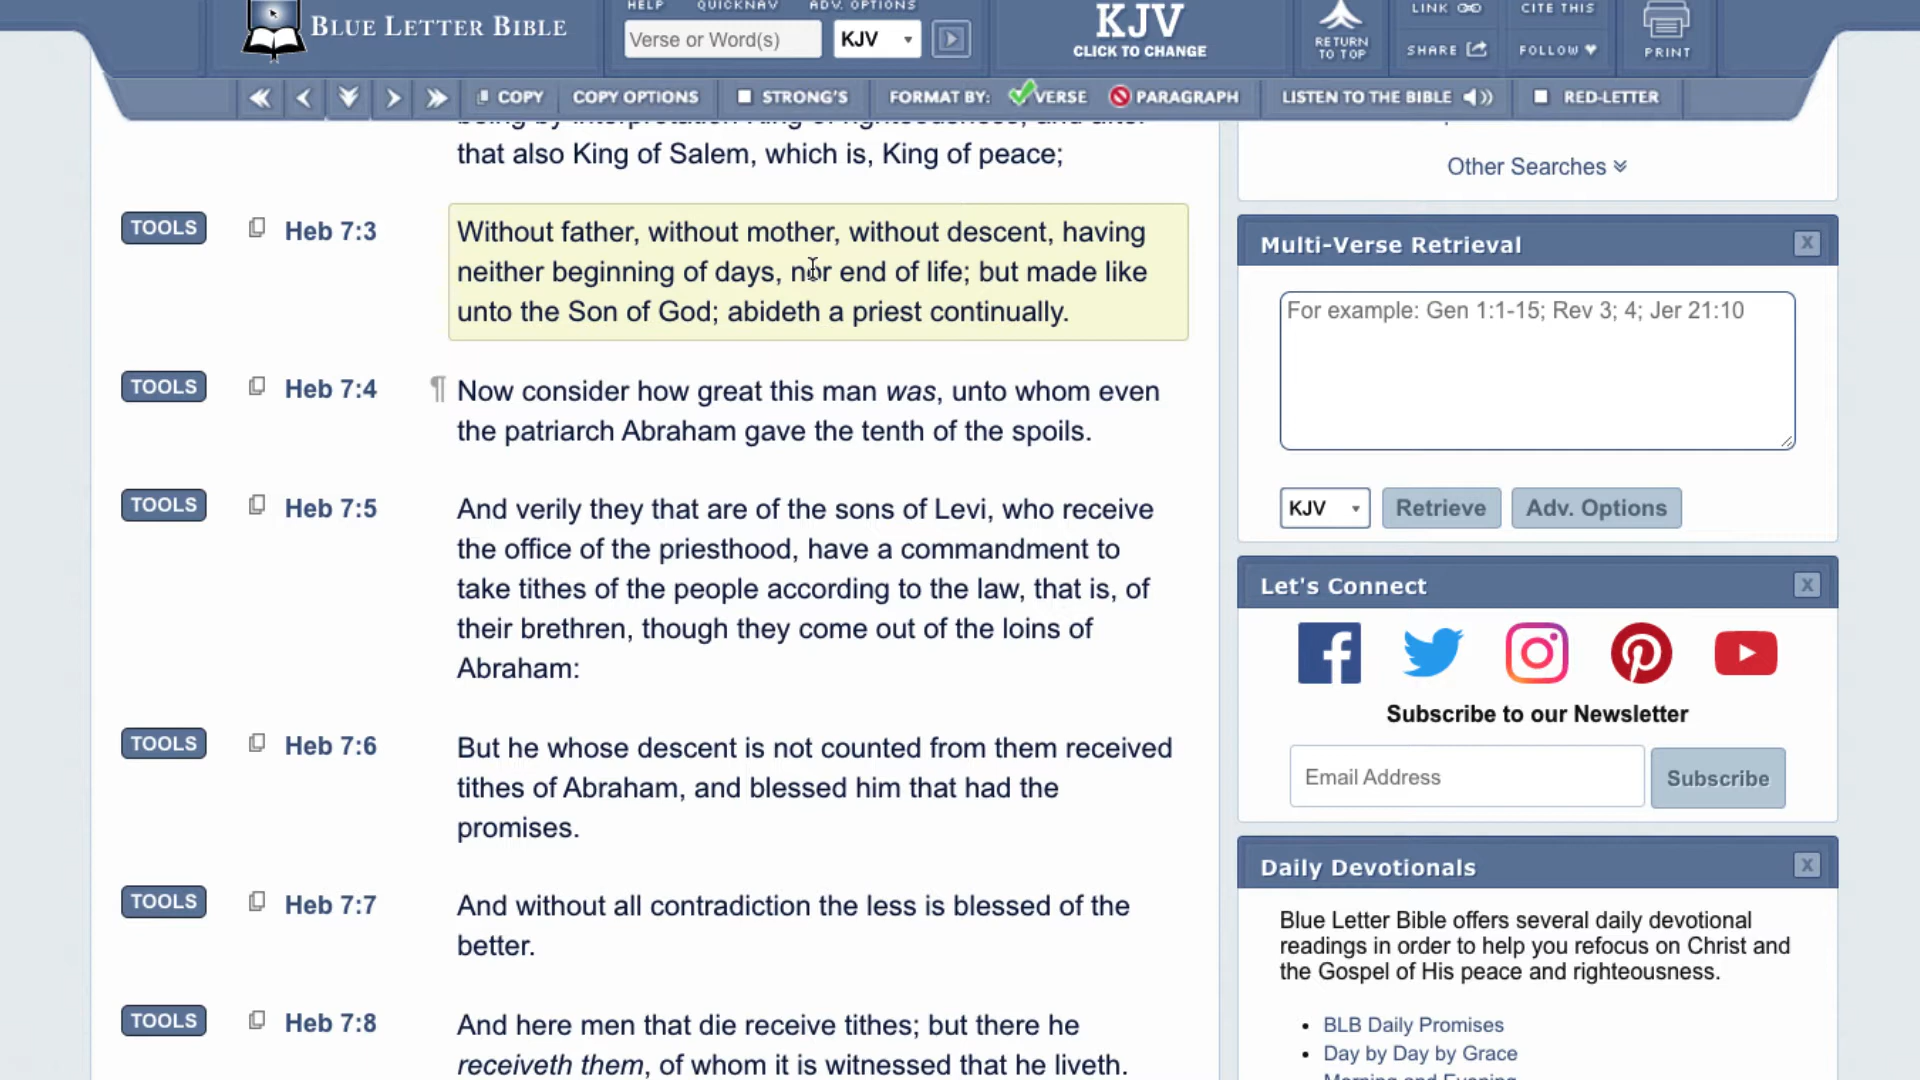 HELP QUICKNAV ADV. OPTIONS
BLUE LETTER BIBLE
Verse or Word(s)
KJV
KJV
CLICK TO CHANGE
RETURN
TO TOP
LINK
SHARE
CITE THIS
FOLLOW
PRINT
COPY
COPY OPTIONS
STRONG'S
FORMAT BY:
VERSE
PARAGRAPH
LISTEN TO THE BIBLE
RED-LETTER
being by interpretation King of righteousness, and after
that also King of Salem, which is, King of peace;
TOOLS
Heb 7:3
Without father, without mother, without descent, having
neither beginning of days, nor end of life; but made like
unto the Son of God; abideth a priest continually.
TOOLS
Heb 7:4
¶ Now consider how great this man was, unto whom even
the patriarch Abraham gave the tenth of the spoils.
TOOLS
Heb 7:5
And verily they that are of the sons of Levi, who receive
the office of the priesthood, have a commandment to
take tithes of the people according to the law, that is, of
their brethren, though they come out of the loins of
Abraham:
TOOLS
Heb 7:6
But he whose descent is not counted from them received
tithes of Abraham, and blessed him that had the
promises.
TOOLS
Heb 7:7
And without all contradiction the less is blessed of the
better.
TOOLS
Heb 7:8
And here men that die receive tithes; but there he
receiveth them, of whom it is witnessed that he liveth.
Other Searches
Multi-Verse Retrieval
X
For example: Gen 1:1-15; Rev 3; 4; Jer 21:10
KJV
Retrieve
Adv. Options
Let's Connect
X
Subscribe to our Newsletter
Email Address
Subscribe
Daily Devotionals
X
Blue Letter Bible offers several daily devotional
readings in order to help you refocus on Christ and
the Gospel of His peace and righteousness.
• BLB Daily Promises
• Day by Day by Grace
Morning and Evening